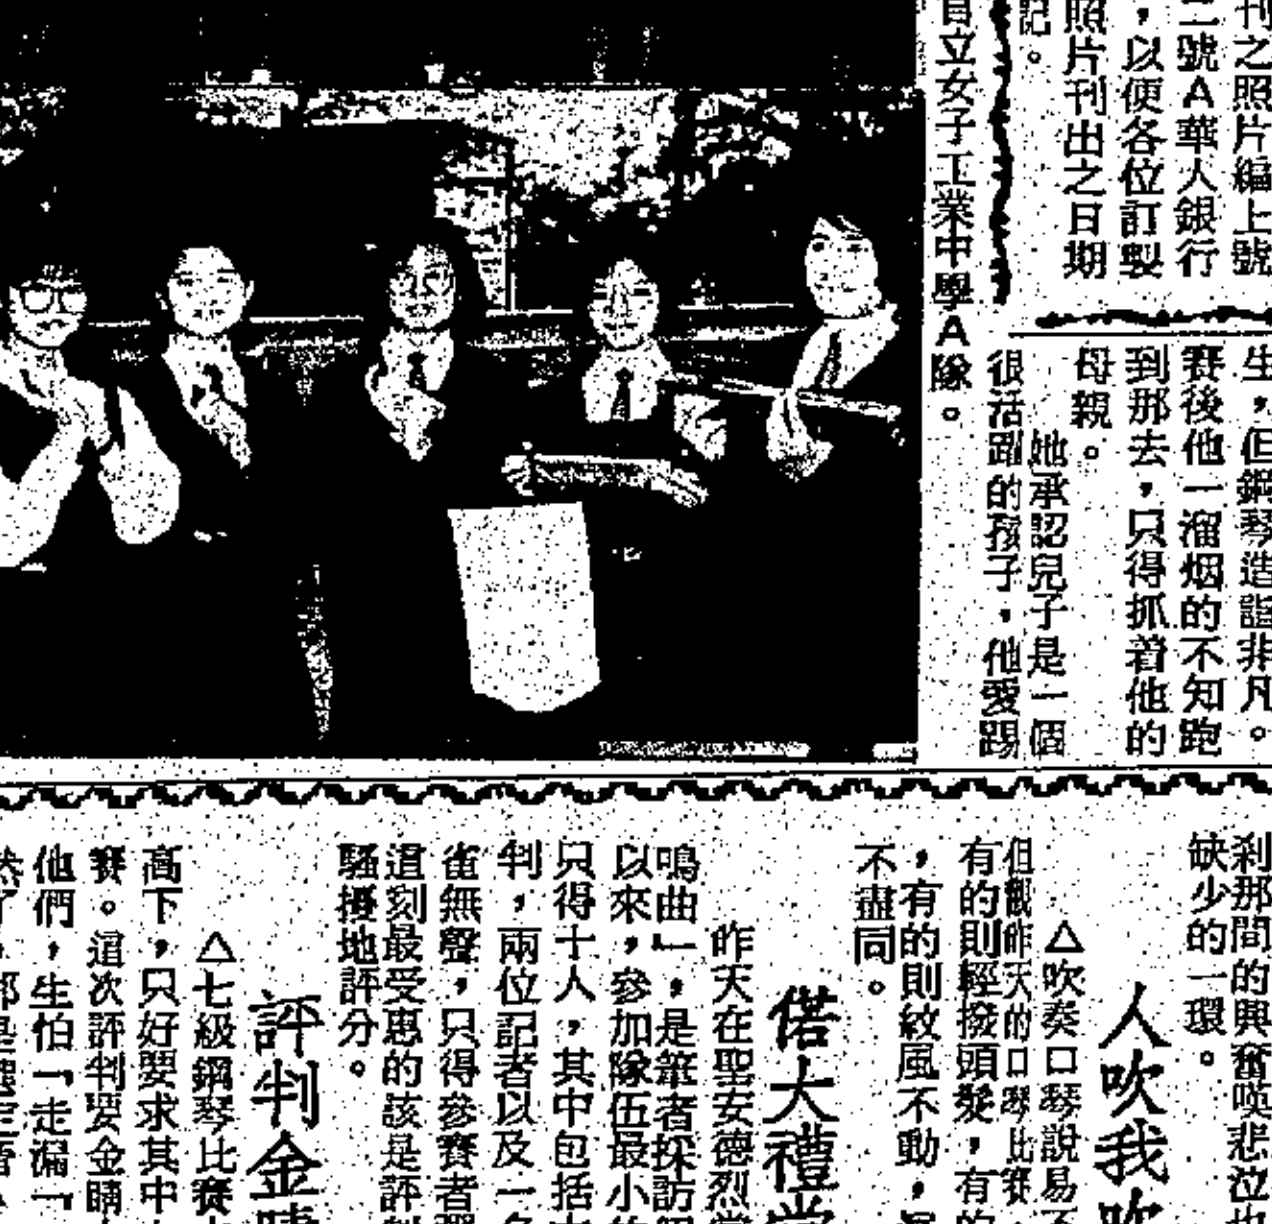 刊之照片編上號
二號A華人銀行
，以便各位訂製
照片刊出之日期
記。
自立女子工業中學A隊。
生，但鋼琴造詣非凡。
賽後他一溜烟的不知跑
到那去，只得抓着他的
母親。
她承認兒子是一個
很活躍的孩子，他愛踢
刹那間的興奮嘆悲泣也
缺少的一環。
人吹我吹
△吹奏口琴說易不
但觀昨天的口琴比賽，
有的則輕撥頭髮，有的
，有的則紋風不動，
不盡同。
偌大禮堂
昨天在聖安德烈堂
鳴曲」，是筆者採訪
以來，參加隊伍最小的
只得十人，其中包括
判，兩位記者以及一名
雀無聲，只得參賽者彈
這刻最受惠的該是評判
騷擾地評分。
評判金睛
△七級鋼琴比賽
高下，只好要求其中
賽。這次評判要金睛
他們，生怕「走漏」